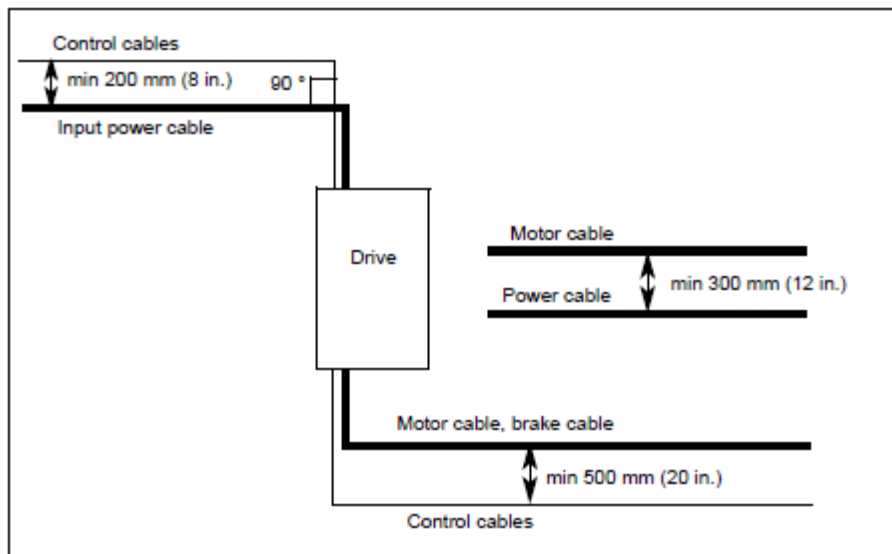 Control cables
min 200 mm (8 in.)
90 °
Input power cable
Drive
Motor cable
min 300 mm (12 in.)
Power cable
Motor cable, brake cable
min 500 mm (20 in.)
Control cables